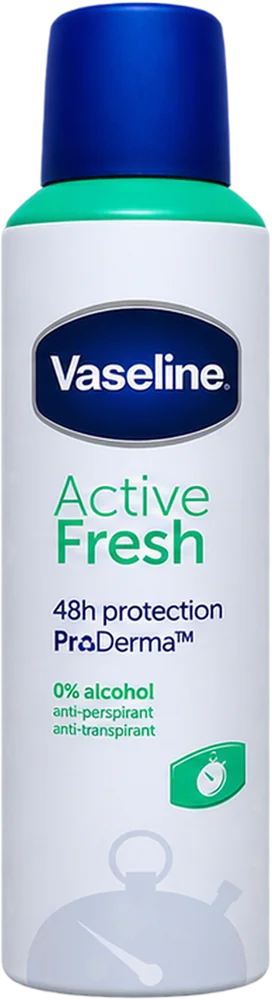 Vaseline®
Active
Fresh
48h protection
ProDerma™
0% alcohol
anti-perspirant
anti-transpirant